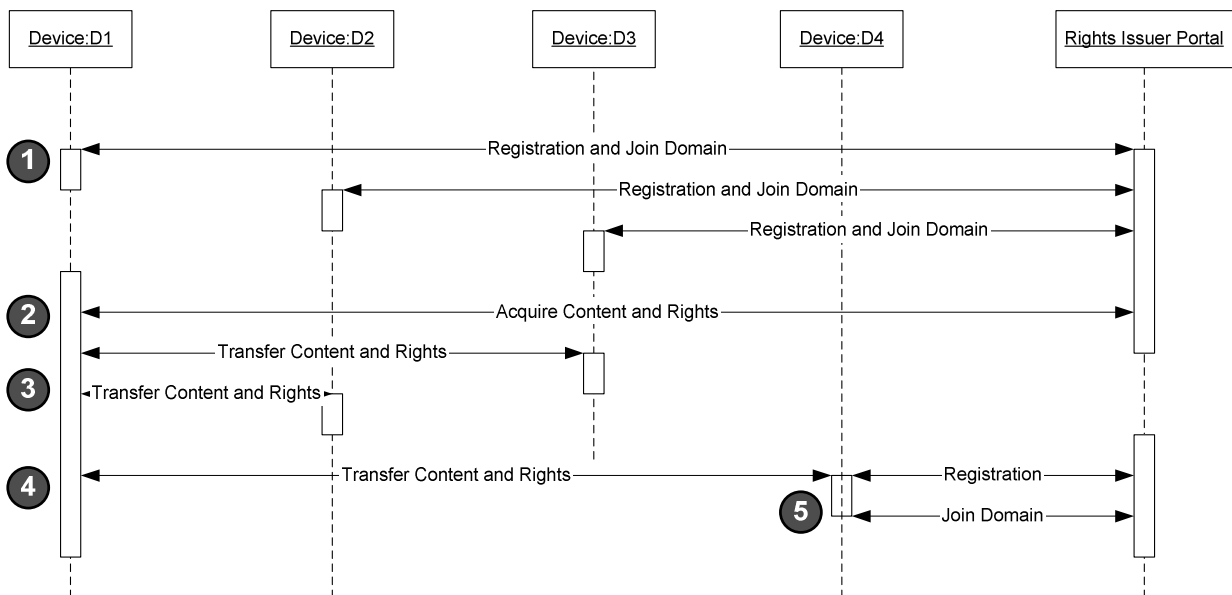 Device:D1
Device:D2
Device:D3
Device:D4
Rights Issuer Portal
1
Registration and Join Domain
Registration and Join Domain
Registration and Join Domain
2
Acquire Content and Rights
Transfer Content and Rights
3
Transfer Content and Rights
4
Transfer Content and Rights
Registration
5
Join Domain